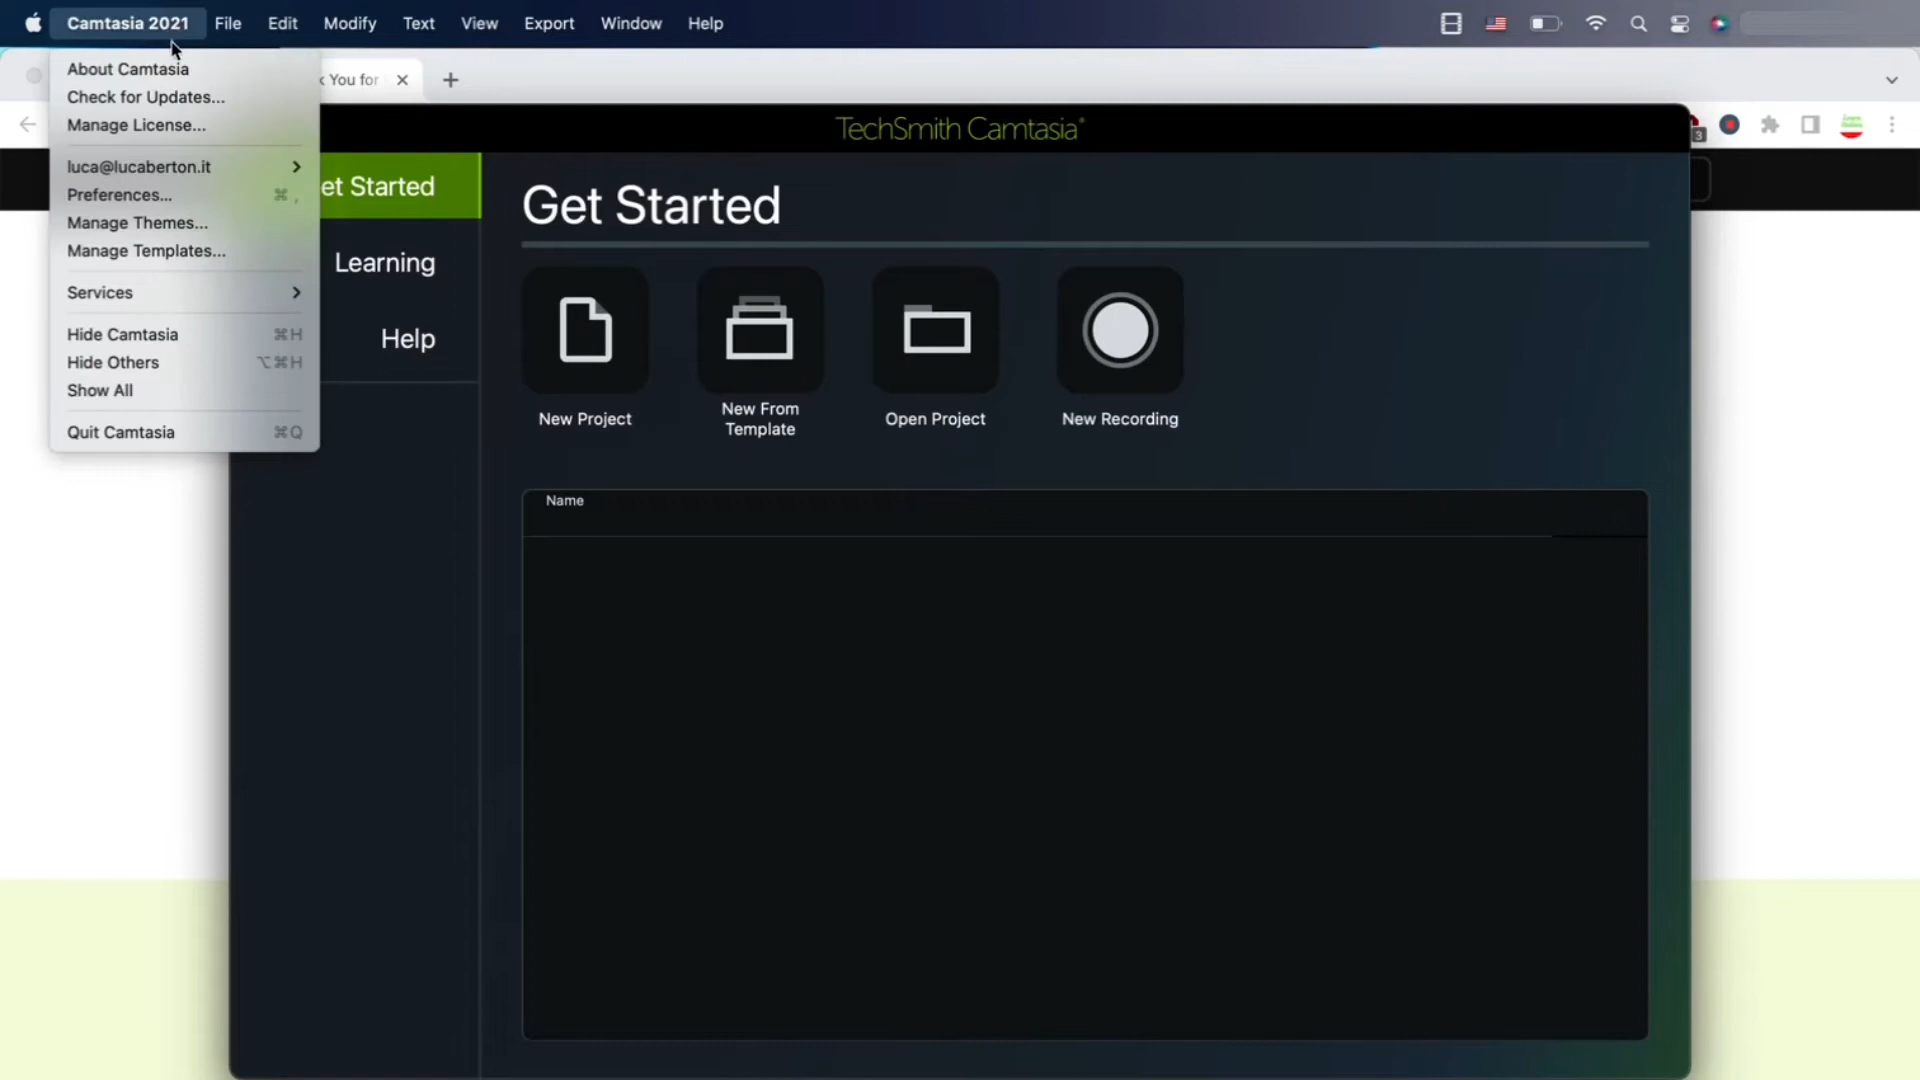 Camtasia 2021 File Edit Modify Text View Export Window Help
About Camtasia
Check for Updates...
Manage License...
luca@lucaberton.it
Preferences... ⌘ ,
Manage Themes...
Manage Templates...
Services
Hide Camtasia ⌘H
Hide Others ⌥⌘H
Show All
Quit Camtasia ⌘Q
You for
3
TechSmith Camtasia®
et Started
Learning
Help
Get Started
New Project
New From
Template
Open Project
New Recording
Name